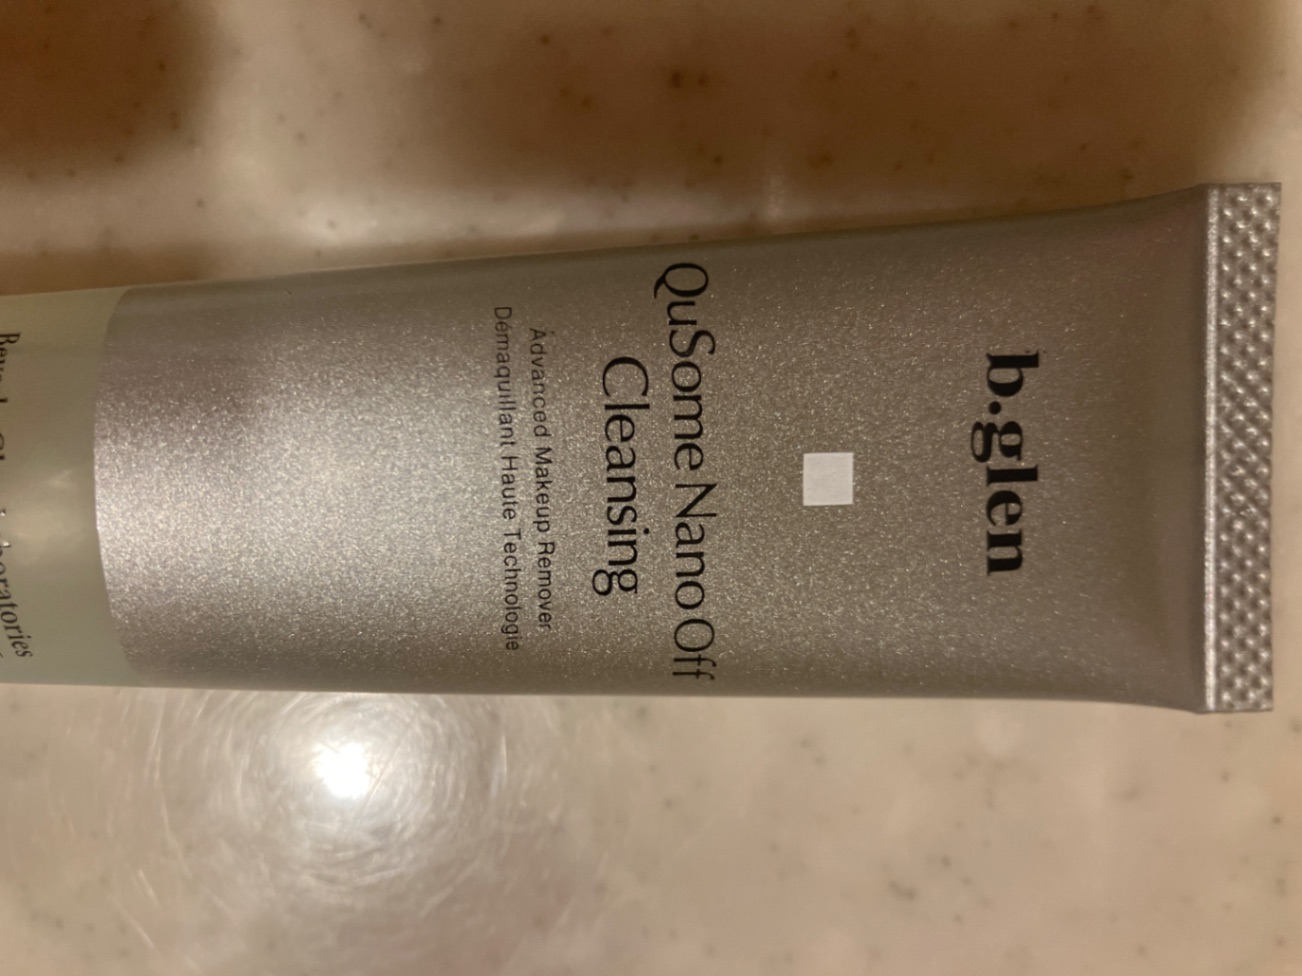 b.glen
QuSome Nano Off
Cleansing
Advanced Makeup Remover
Démaquillant Haute Technologie